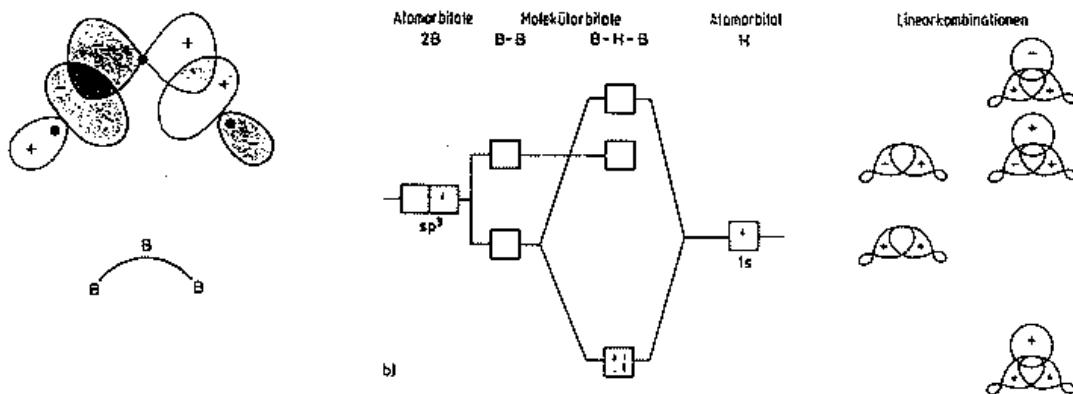 Atomorbitale Molekülorbitale Atomorbital Linearkombinationen
2B B-B B-H-B H
+
+
-
+
sp³
1s
B
B B
b)
-
+ +
+
- +
- +
+ +
+
+ +